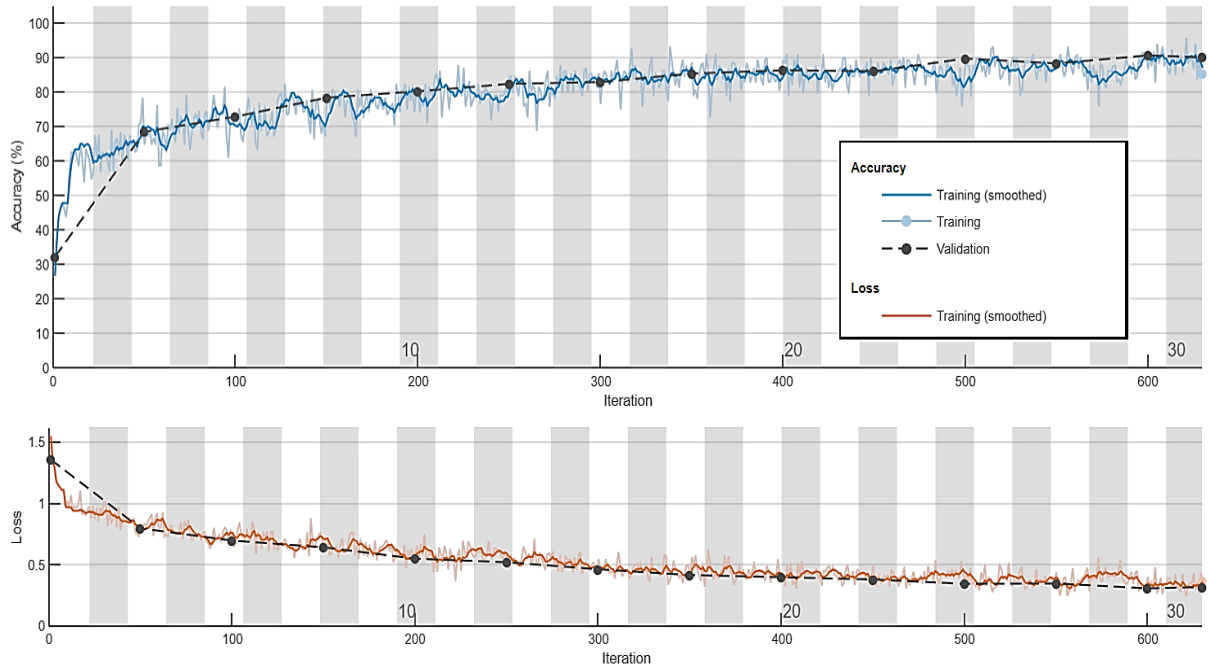 100
90
80
70
60
50
40
30
20
10
0
Accuracy (%)
Accuracy
Training (smoothed)
Training
Validation
Loss
Training (smoothed)
10 20 30
0 100 200 300 400 500 600
Iteration
1.5
1
0.5
0
Loss
10 20 30
0 100 200 300 400 500 600
Iteration